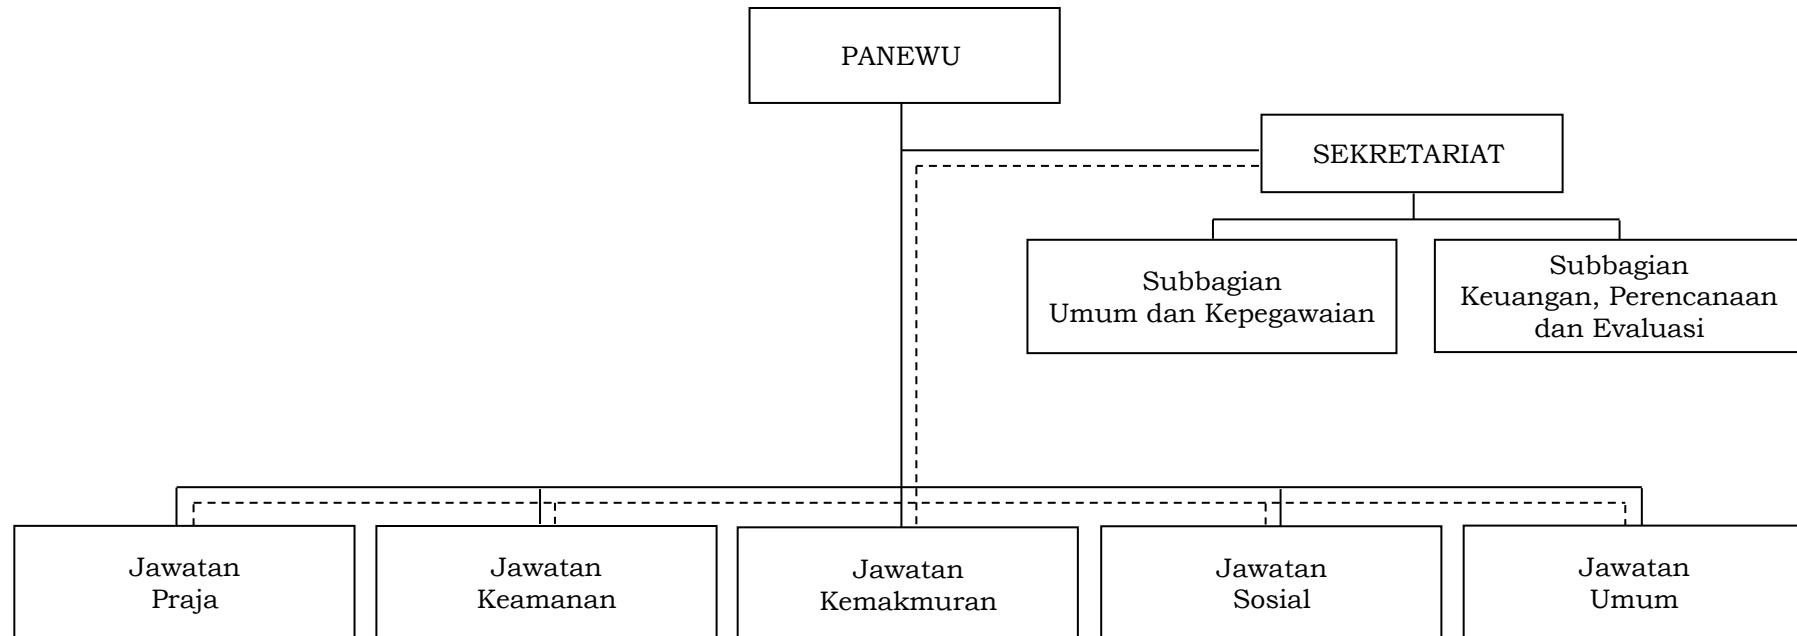 PANEWU
SEKRETARIAT
Subbagian
Umum dan Kepegawaian
Subbagian
Keuangan, Perencanaan
dan Evaluasi
Jawatan
Praja
Jawatan
Keamanan
Jawatan
Kemakmuran
Jawatan
Sosial
Jawatan
Umum